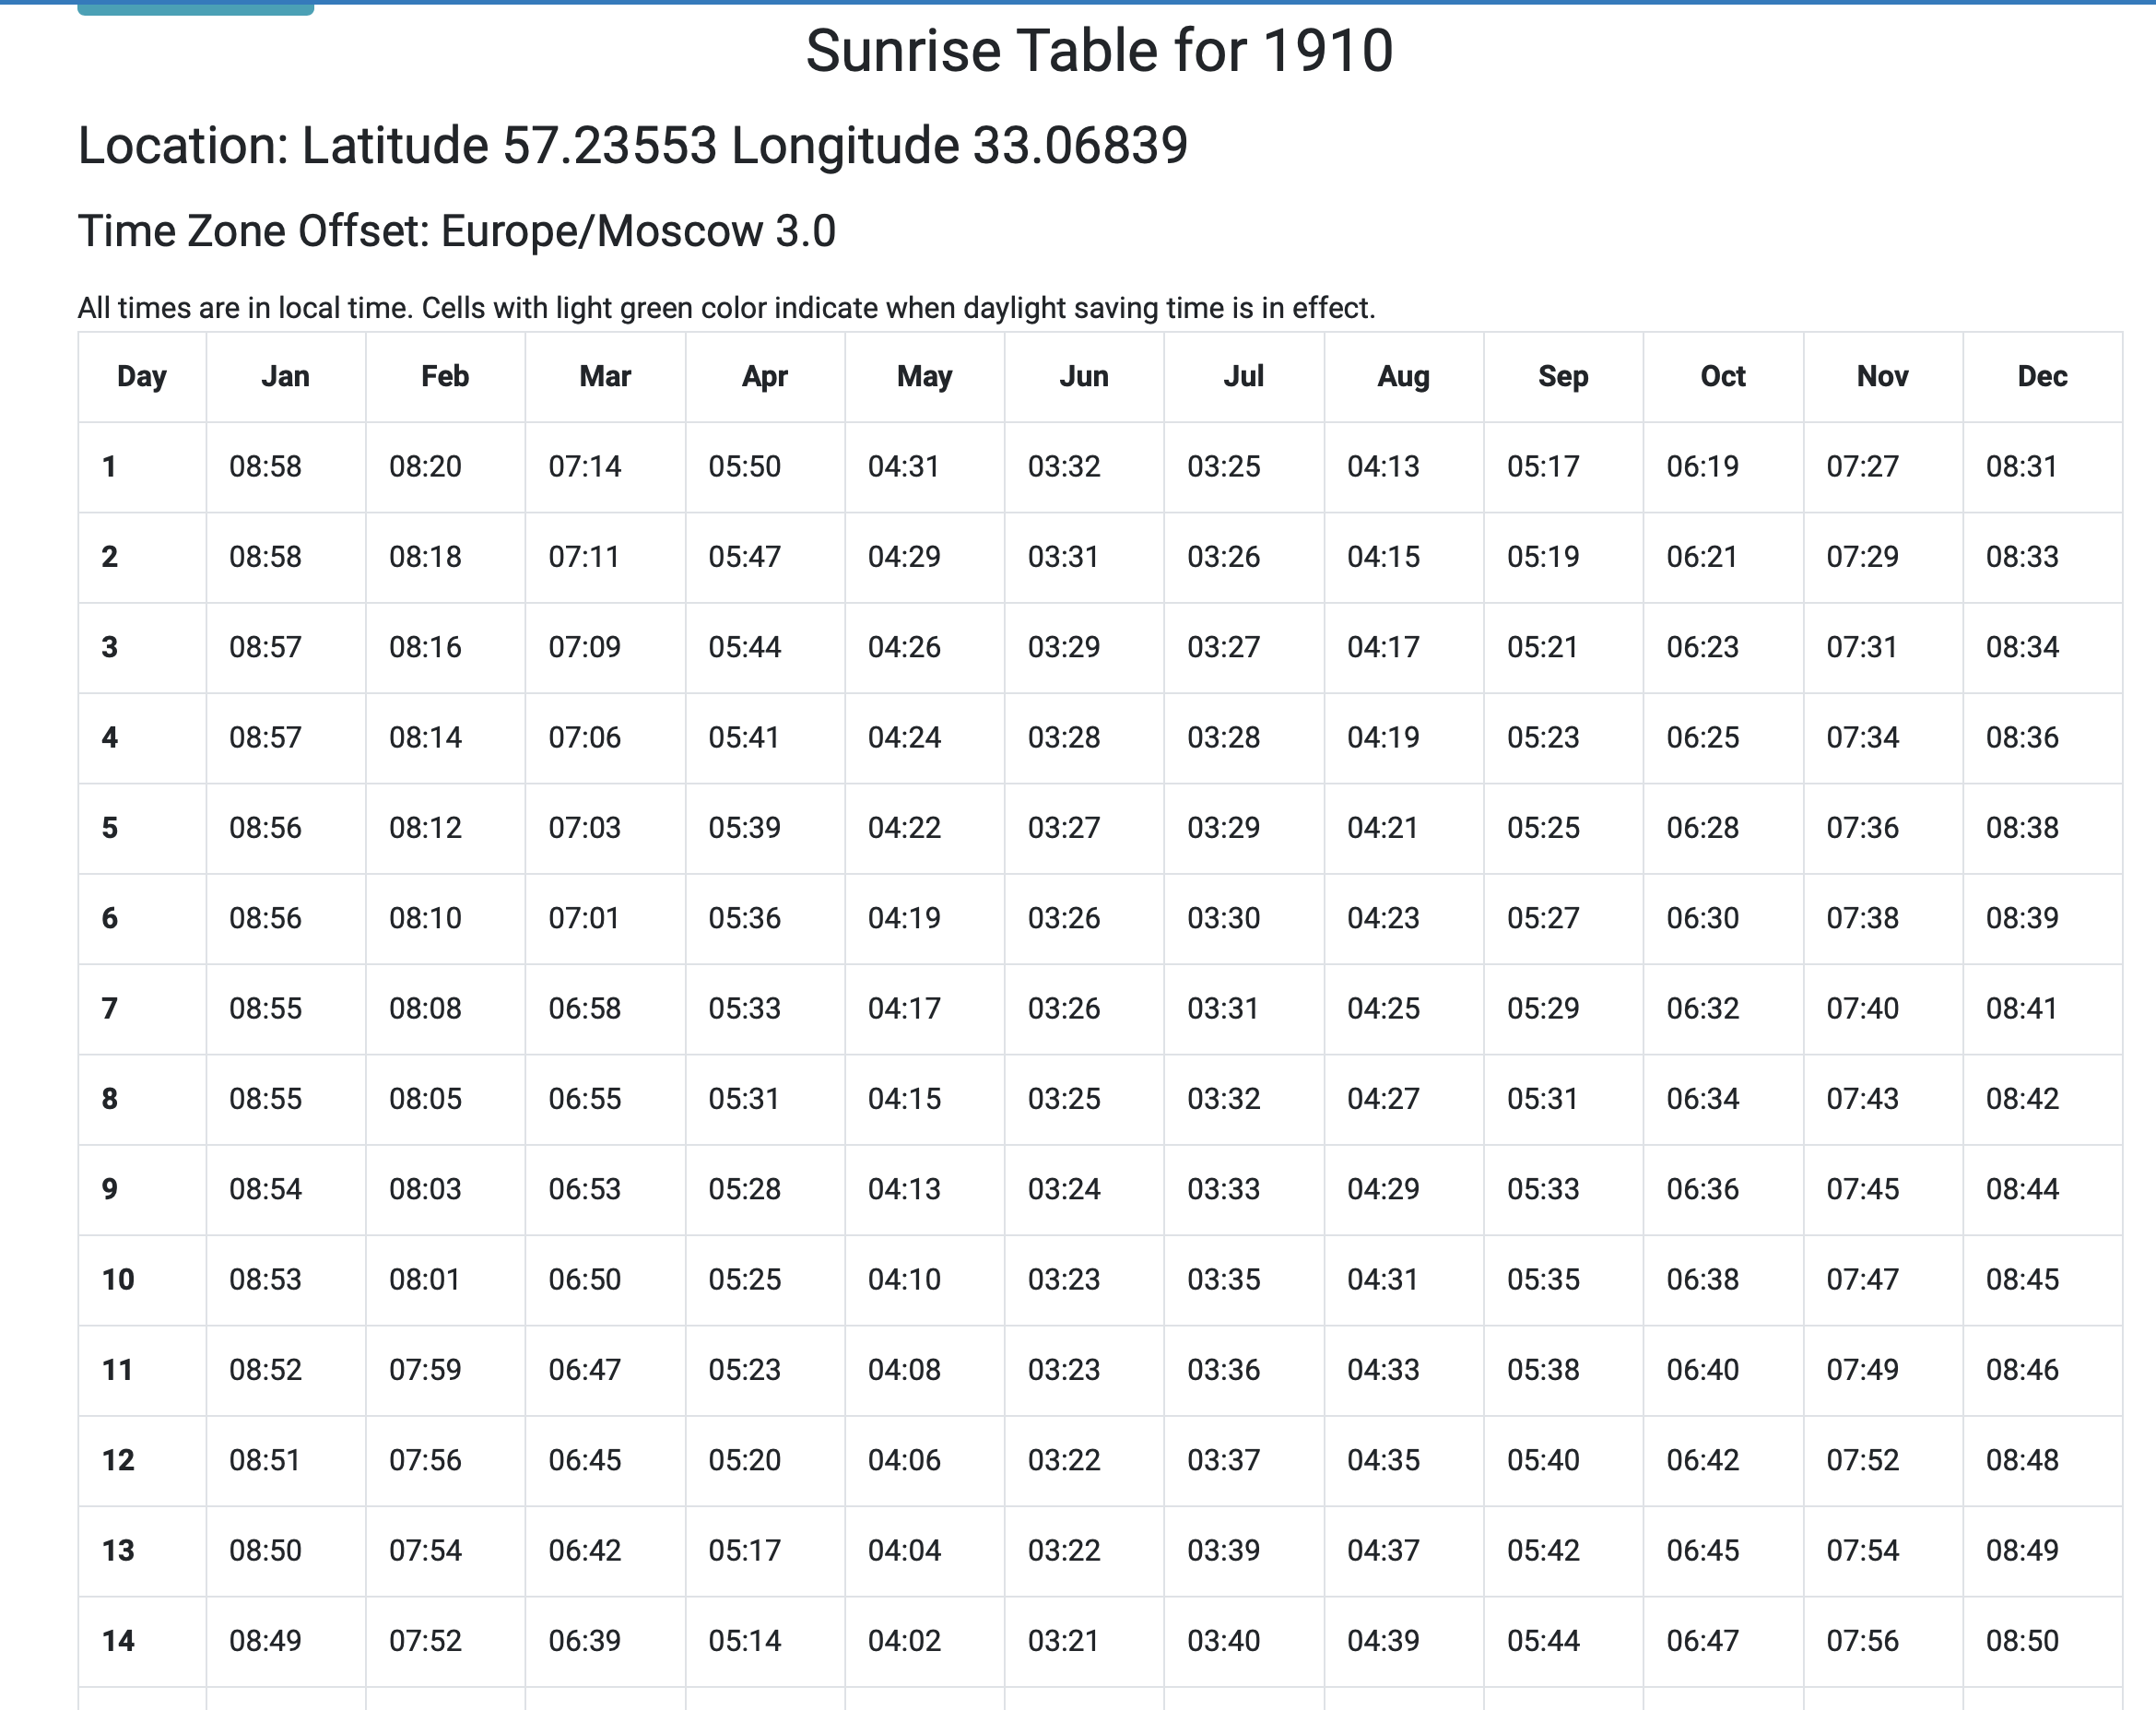 Sunrise Table for 1910
Location: Latitude 57.23553 Longitude 33.06839
Time Zone Offset: Europe/Moscow 3.0
All times are in local time. Cells with light green color indicate when daylight saving time is in effect.
Day Jan Feb Mar Apr May Jun Jul Aug Sep Oct Nov Dec
1 08:58 08:20 07:14 05:50 04:31 03:32 03:25 04:13 05:17 06:19 07:27 08:31
2 08:58 08:18 07:11 05:47 04:29 03:31 03:26 04:15 05:19 06:21 07:29 08:33
3 08:57 08:16 07:09 05:44 04:26 03:29 03:27 04:17 05:21 06:23 07:31 08:34
4 08:57 08:14 07:06 05:41 04:24 03:28 03:28 04:19 05:23 06:25 07:34 08:36
5 08:56 08:12 07:03 05:39 04:22 03:27 03:29 04:21 05:25 06:28 07:36 08:38
6 08:56 08:10 07:01 05:36 04:19 03:26 03:30 04:23 05:27 06:30 07:38 08:39
7 08:55 08:08 06:58 05:33 04:17 03:26 03:31 04:25 05:29 06:32 07:40 08:41
8 08:55 08:05 06:55 05:31 04:15 03:25 03:32 04:27 05:31 06:34 07:43 08:42
9 08:54 08:03 06:53 05:28 04:13 03:24 03:33 04:29 05:33 06:36 07:45 08:44
10 08:53 08:01 06:50 05:25 04:10 03:23 03:35 04:31 05:35 06:38 07:47 08:45
11 08:52 07:59 06:47 05:23 04:08 03:23 03:36 04:33 05:38 06:40 07:49 08:46
12 08:51 07:56 06:45 05:20 04:06 03:22 03:37 04:35 05:40 06:42 07:52 08:48
13 08:50 07:54 06:42 05:17 04:04 03:22 03:39 04:37 05:42 06:45 07:54 08:49
14 08:49 07:52 06:39 05:14 04:02 03:21 03:40 04:39 05:44 06:47 07:56 08:50